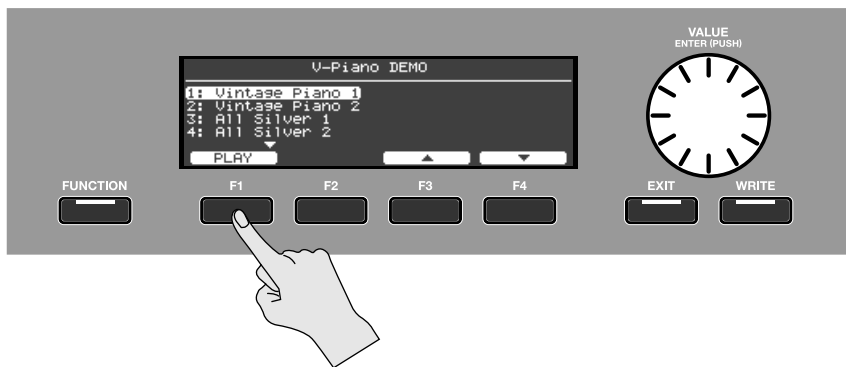 VALUE
ENTER (PUSH)
V-Piano DEMO
1: Vintage Piano 1
2: Vintage Piano 2
3: All Silver 1
4: All Silver 2
PLAY
FUNCTION
F1
F2
F3
F4
EXIT
WRITE